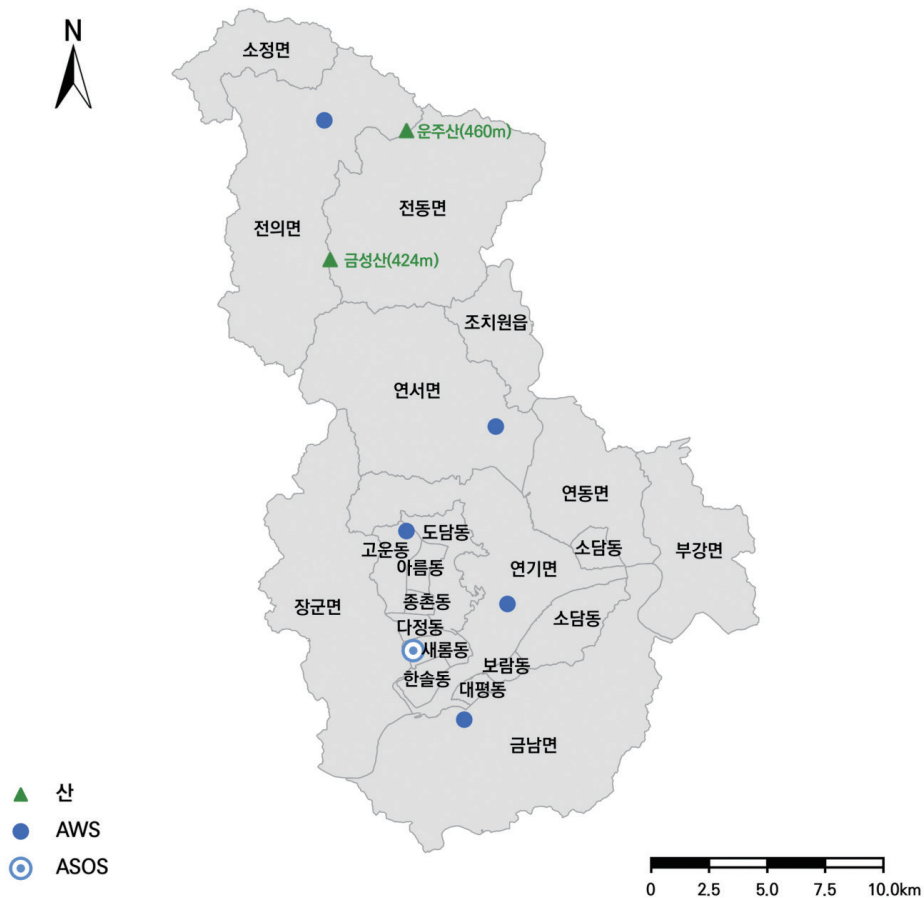 N
소정면
운주산(460m)
전동면
전의면
금성산(424m)
조치원읍
연서면
연동면
도담동
소담동
고운동
부강면
아름동
연기면
종촌동
장군면
소담동
다정동
새롬동
보람동
한솔동
대평동
금남면
산
AWS
ASOS
0 2.5 5.0 7.5 10.0km